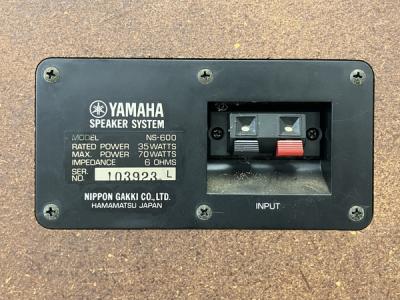 YAMAHA
SPEAKER SYSTEM
MODEL NS-600
RATED POWER 35WATTS
MAX. POWER 70WATTS
IMPEDANCE 6 OHMS
SER. NO. 103923 L
NIPPON GAKKI CO., LTD.
HAMAMATSU JAPAN
INPUT